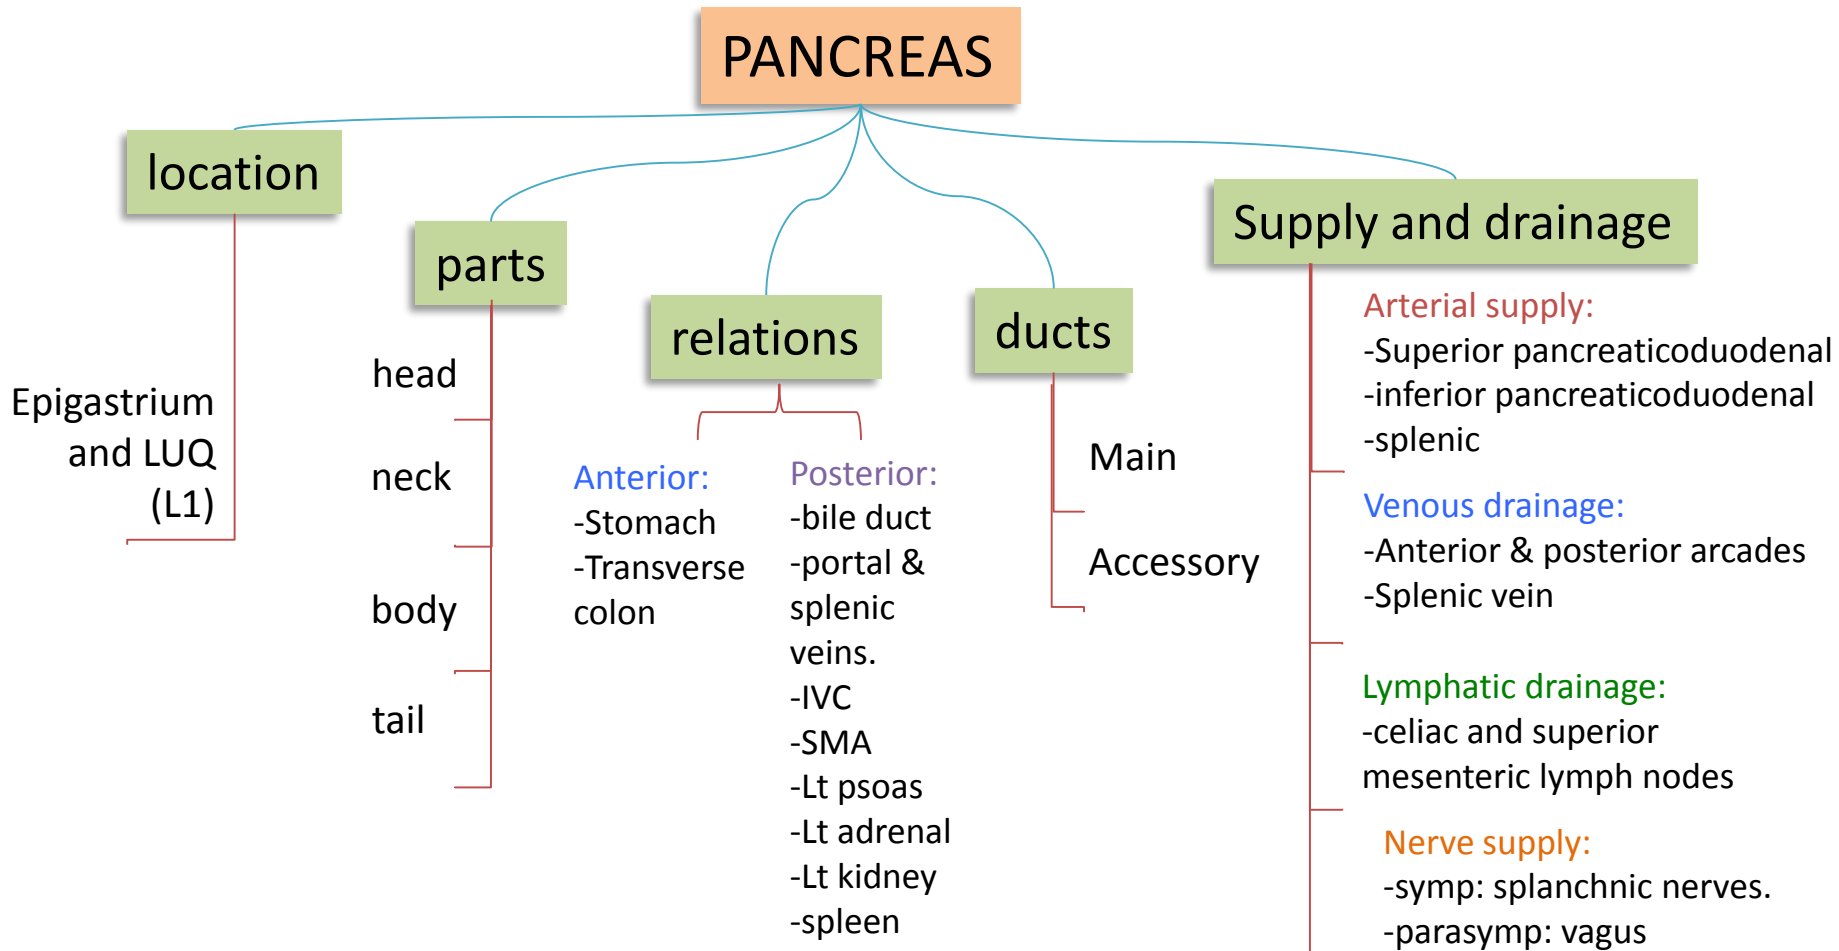 PANCREAS
location
Epigastrium
and LUQ
(L1)
parts
head
neck
body
tail
relations
Anterior:
-Stomach
-Transverse
colon
Posterior:
-bile duct
-portal &
splenic
veins.
-IVC
-SMA
-Lt psoas
-Lt adrenal
-Lt kidney
-spleen
ducts
Main
Accessory
Supply and drainage
Arterial supply:
-Superior pancreaticoduodenal
-inferior pancreaticoduodenal
-splenic
Venous drainage:
-Anterior & posterior arcades
-Splenic vein
Lymphatic drainage:
-celiac and superior
mesenteric lymph nodes
Nerve supply:
-symp: splanchnic nerves.
-parasymp: vagus